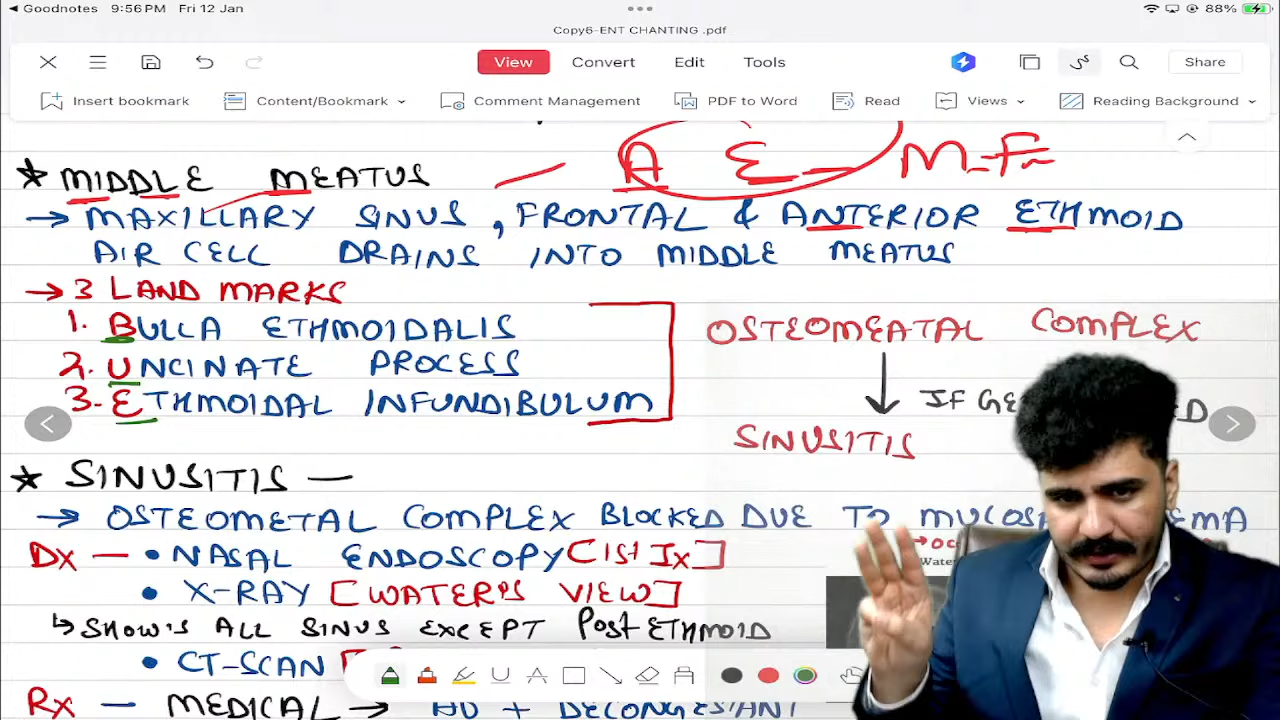 Goodnotes 9:56 PM Fri 12 Jan 88%
Copy6-ENT CHANTING .pdf
View Convert Edit Tools Share
Insert bookmark Content/Bookmark Comment Management PDF to Word Read Views Reading Background
A E M F
★ MIDDLE MEATUS
→ MAXILLARY SINUS, FRONTAL & ANTERIOR ETHMOID
AIR CELL DRAINS INTO MIDDLE MEATUS
→ 3 LAND MARKS
1. BULLA ETHMOIDALIS
2. UNCINATE PROCESS
3. ETHMOIDAL INFUNDIBULUM
OSTEOMEATAL COMPLEX
IF
SINUSITIS
★ SINUSITIS —
→ OSTEOMETAL COMPLEX BLOCKED DUE TO
DX — • NASAL ENDOSCOPY [1st IX]
• X-RAY [WATER'S VIEW]
↳ SHOW'S ALL SINUS EXCEPT POST ETHMOID
• CT-SCAN
RX — MEDICAL → AB + DECONGESTANT